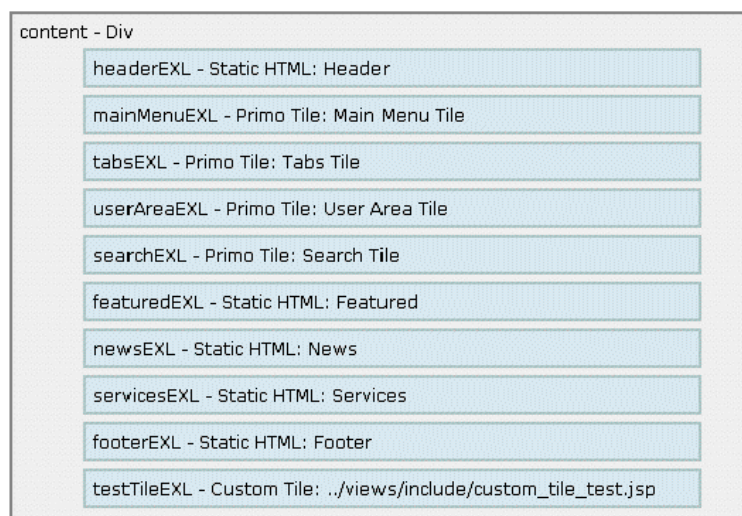 content - Div
headerEXL - Static HTML: Header
mainMenuEXL - Primo Tile: Main Menu Tile
tabsEXL - Primo Tile: Tabs Tile
userAreaEXL - Primo Tile: User Area Tile
searchEXL - Primo Tile: Search Tile
featuredEXL - Static HTML: Featured
newsEXL - Static HTML: News
servicesEXL - Static HTML: Services
footerEXL - Static HTML: Footer
testTileEXL - Custom Tile: ../views/include/custom_tile_test.jsp